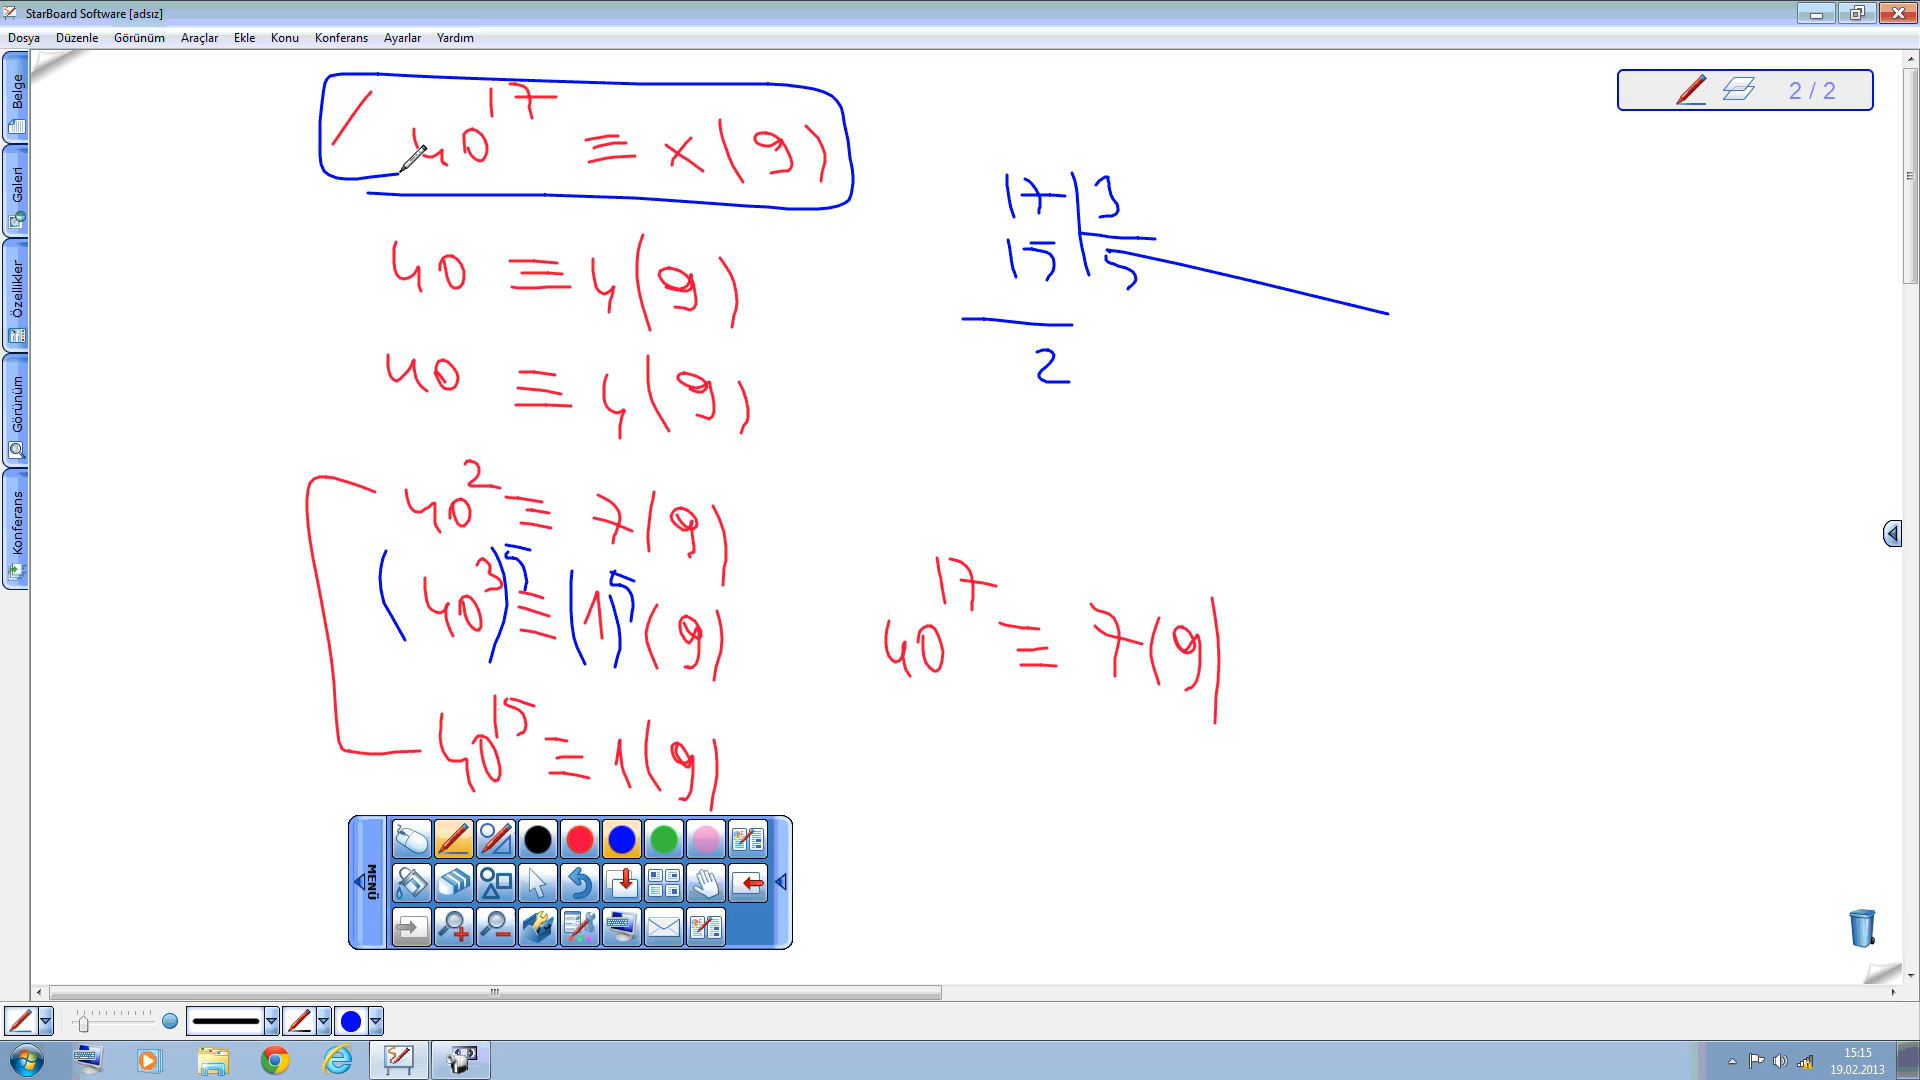 StarBoard Software [adsız]
Dosya Düzenle Görünüm Araçlar Ekle Konu Konferans Ayarlar Yardım
Belge
Galeri
Özellikler
Görünüm
Konferans
2 / 2
40¹⁷ ≡ x (9)
40 ≡ 4 (9)
40 ≡ 4 (9)
40² ≡ 7 (9)
(40³)⁵ ≡ (1)⁵ (9)
40¹⁵ ≡ 1 (9)
17 | 3
15 | 5
2
40¹⁷ ≡ 7 (9)
MENÜ
15:15
19.02.2013